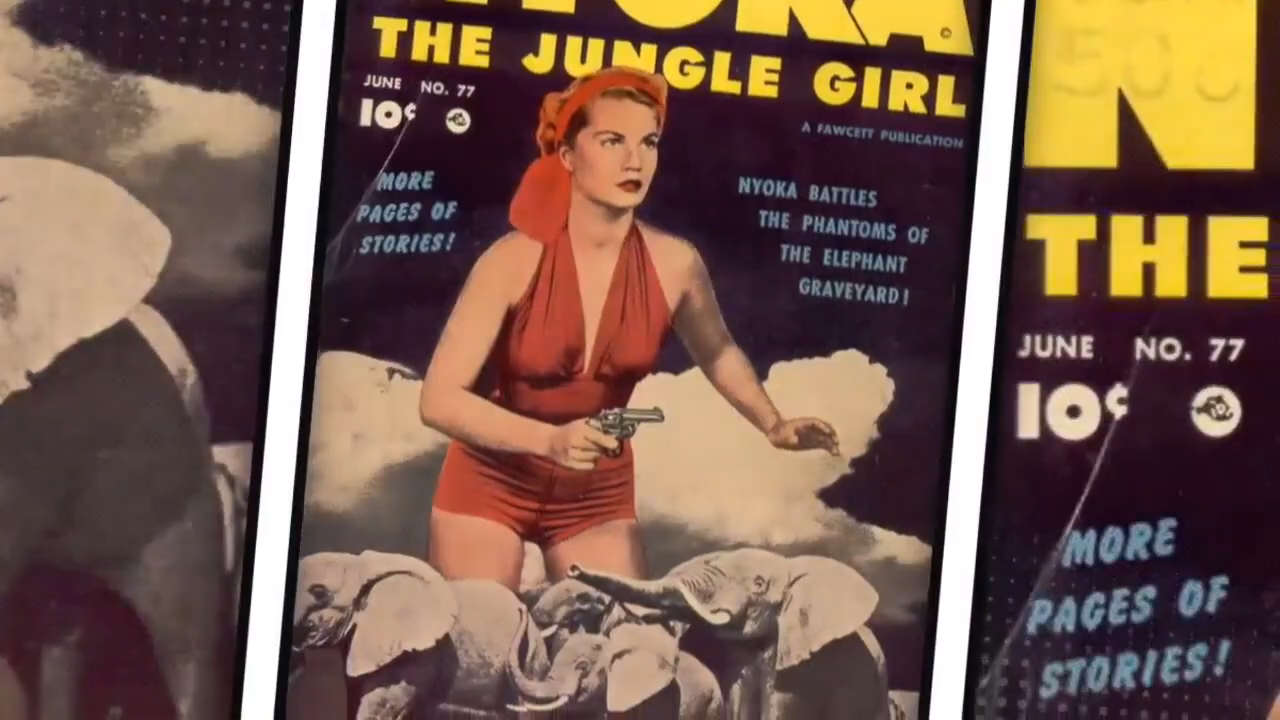 NYOKA
THE JUNGLE GIRL
JUNE NO. 77
10¢
A FAWCETT PUBLICATION
MORE
PAGES OF
STORIES!
NYOKA BATTLES
THE PHANTOMS OF
THE ELEPHANT
GRAVEYARD!
N
THE
JUNE NO. 77
10¢
MORE
PAGES OF
STORIES!